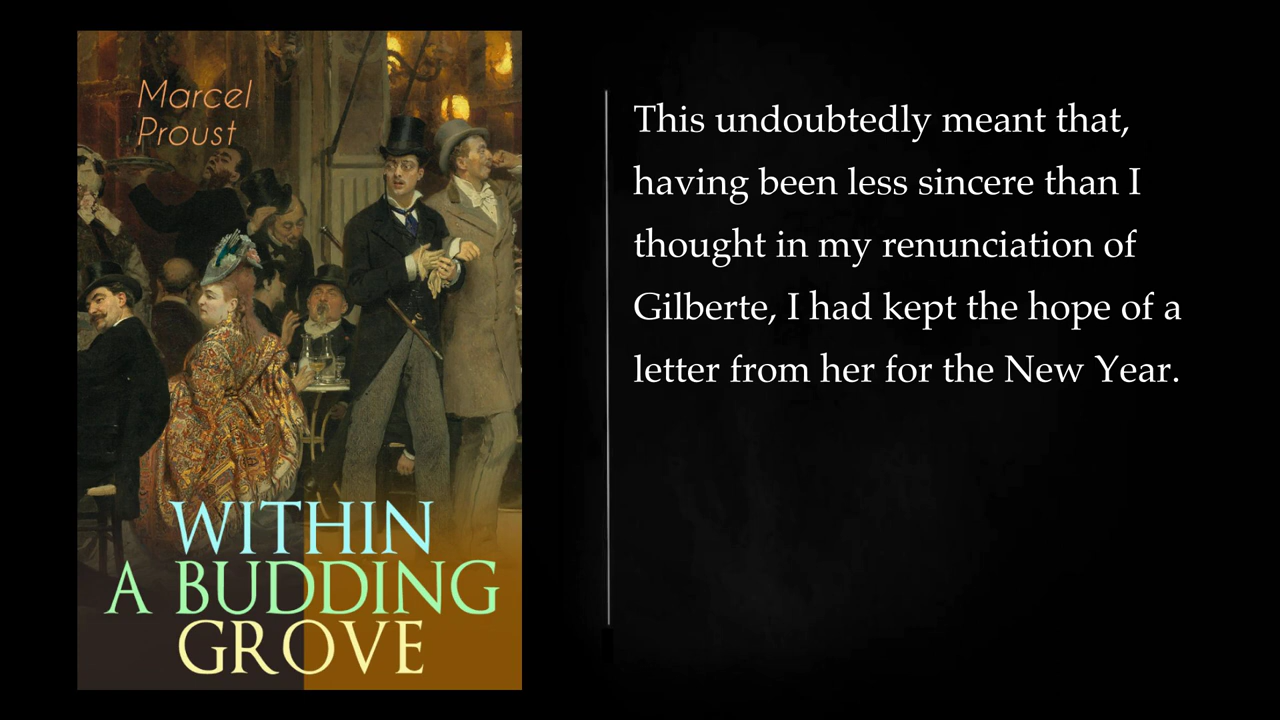 Marcel
Proust
WITHIN
A BUDDING
GROVE
This undoubtedly meant that,
having been less sincere than I
thought in my renunciation of
Gilberte, I had kept the hope of a
letter from her for the New Year.